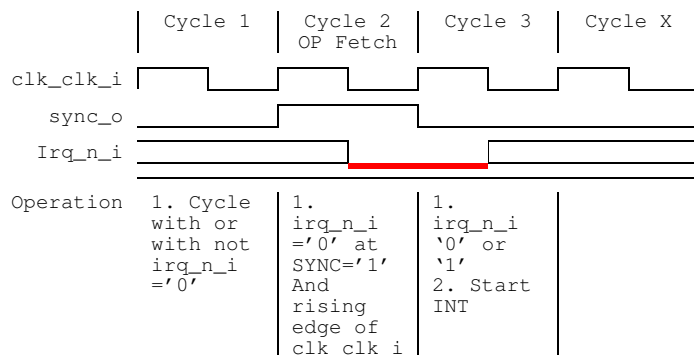 Cycle 1 Cycle 2 Cycle 3 Cycle X
OP Fetch
clk_clk_i
sync_o
Irq_n_i
Operation 1. Cycle 1. 1.
with or irq_n_i irq_n_i
with not =’0’ at ‘0’ or
irq_n_i SYNC=’1’ ‘1’
=’0’ And 2. Start
rising INT
edge of
clk_clk_i